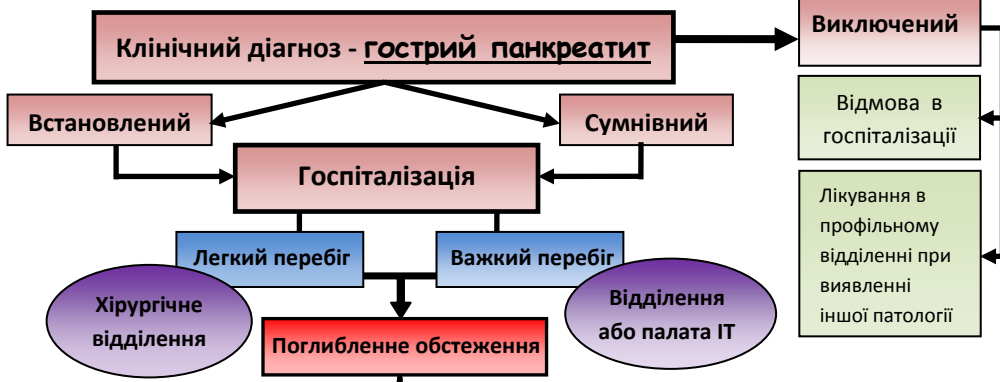 Клінічний діагноз - гострий панкреатит
Виключений
Встановлений
Сумнівний
Відмова в
госпіталізації
Госпіталізація
Лікування в
профільному
відділенні при
виявленні
іншої патології
Легкий перебіг
Важкий перебіг
Хірургічне
відділення
Відділення
або палата ІТ
Поглибленне обстеження